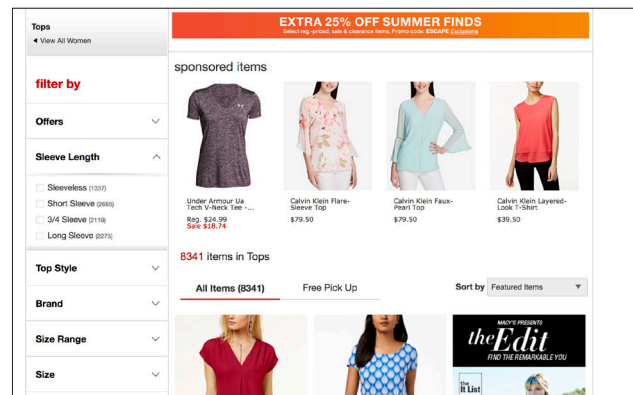 EXTRA 25% OFF SUMMER FINDS
Select reg.-priced, sale & clearance items. Promo code: ESCAPE Exclusions
Tops
◀ View All Women
filter by
Offers
Sleeve Length
Sleeveless (1337)
Short Sleeve (2685)
3/4 Sleeve (2119)
Long Sleeve (2275)
Top Style
Brand
Size Range
Size
sponsored items
Under Armour Ua
Tech V-Neck Tee -...
Reg. $24.99
Sale $18.74
Calvin Klein Flare-
Sleeve Top
$79.50
Calvin Klein Faux-
Pearl Top
$79.50
Calvin Klein Layered-
Look T-Shirt
$39.50
8341 items in Tops
All Items (8341)
Free Pick Up
Sort by Featured Items
MACY'S PRESENTS
the Edit
FIND THE REMARKABLE YOU
the
It List